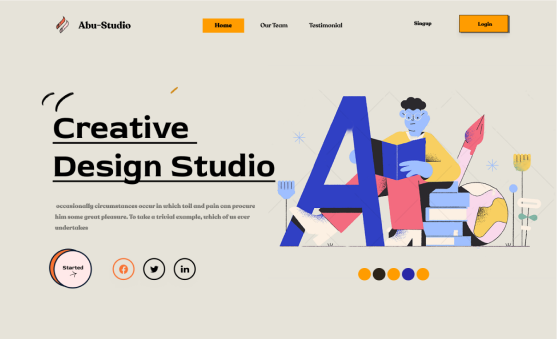 Abu-Studio
Home
Our Team
Testimonial
Singup
Login
Creative
Design Studio
occasionally circumstances occur in which toil and pain can procure
him some great pleasure. To take a trivial example, which of us ever
undertakes
Started